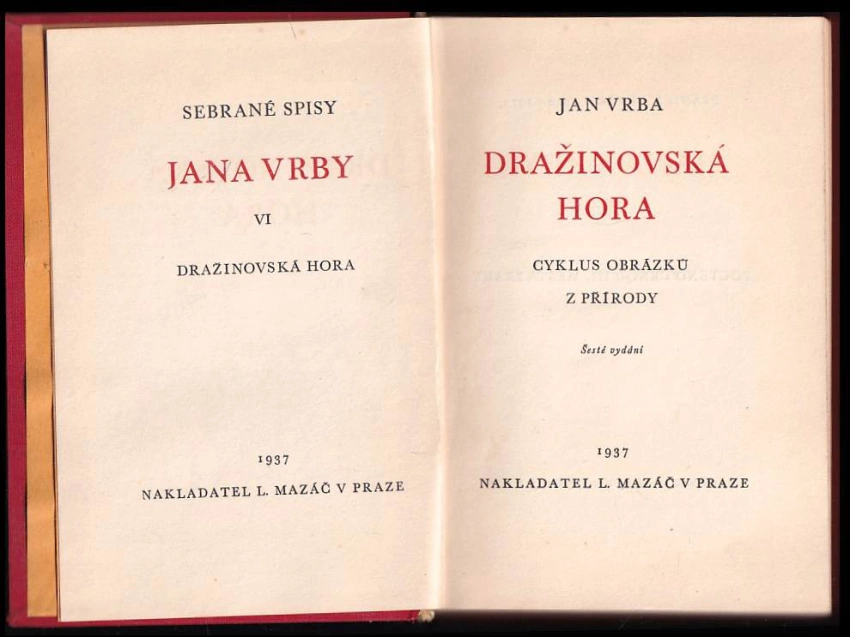 SEBRANÉ SPISY
JANA VRBY
VI
DRAŽINOVSKÁ HORA
1937
NAKLADATEL L. MAZÁČ V PRAZE
JAN VRBA
DRAŽINOVSKÁ
HORA
CYKLUS OBRÁZKŮ
Z PŘÍRODY
Šesté vydání
1937
NAKLADATEL L. MAZÁČ V PRAZE